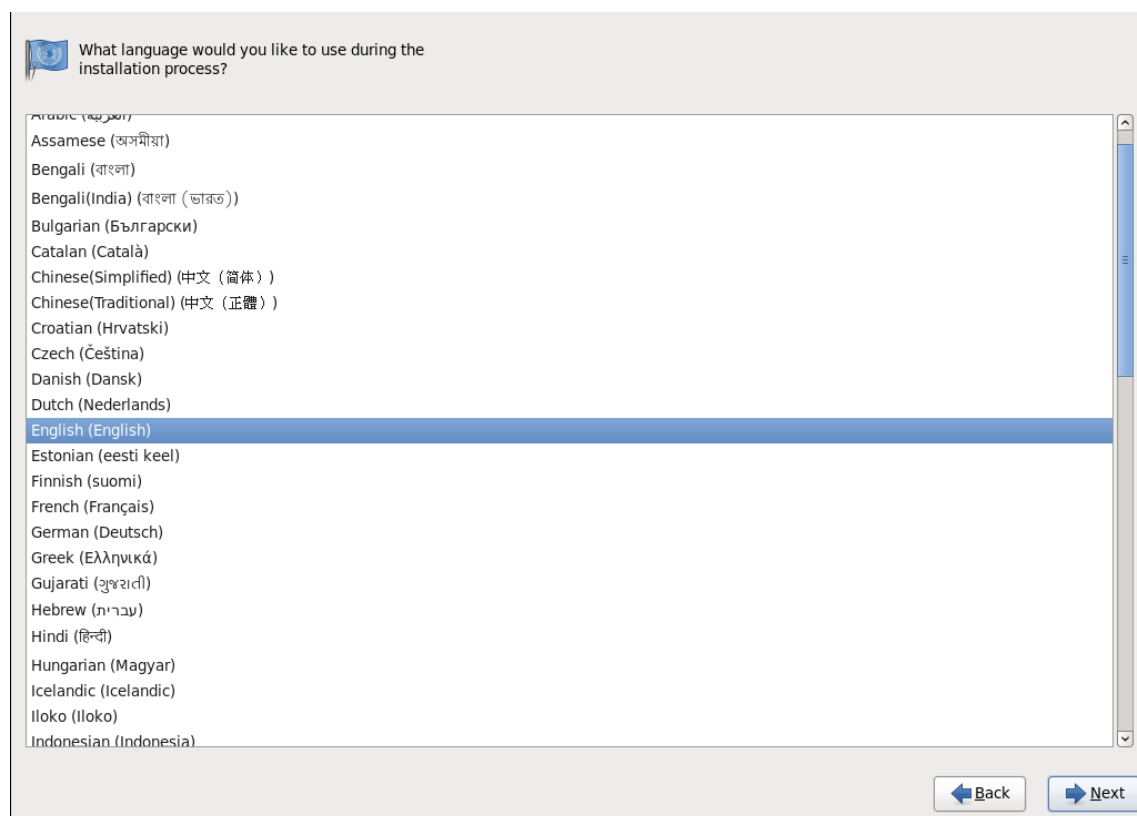 What language would you like to use during the
installation process?
Arabic (العربية)
Assamese (অসমীয়া)
Bengali (বাংলা)
Bengali(India) (বাংলা (ভারত))
Bulgarian (Български)
Catalan (Català)
Chinese(Simplified) (中文（简体）)
Chinese(Traditional) (中文（正體）)
Croatian (Hrvatski)
Czech (Čeština)
Danish (Dansk)
Dutch (Nederlands)
English (English)
Estonian (eesti keel)
Finnish (suomi)
French (Français)
German (Deutsch)
Greek (Ελληνικά)
Gujarati (ગુજરાતી)
Hebrew (עברית)
Hindi (हिन्दी)
Hungarian (Magyar)
Icelandic (Icelandic)
Iloko (Iloko)
Indonesian (Indonesia)
Back
Next